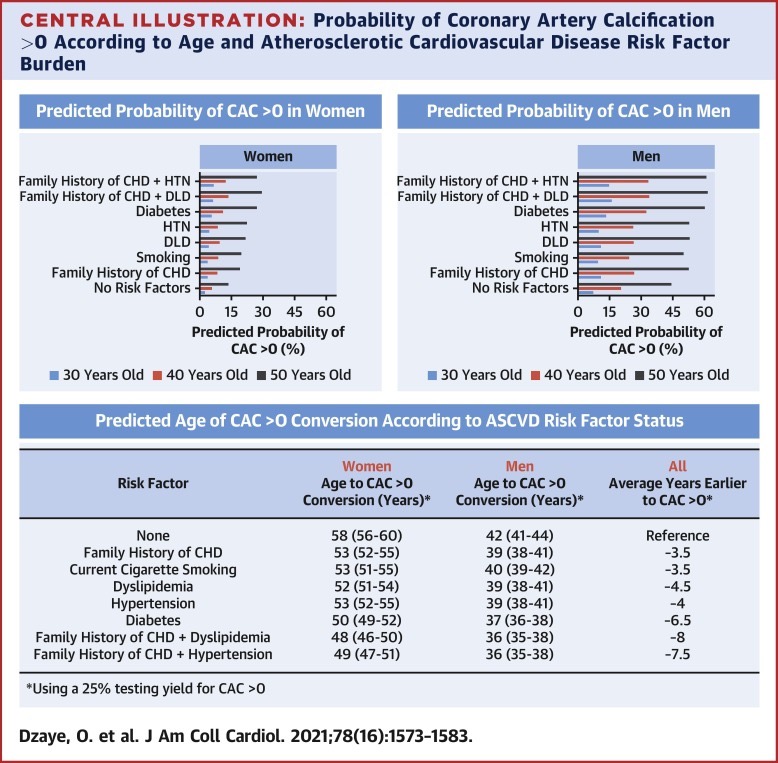 CENTRAL ILLUSTRATION: Probability of Coronary Artery Calcification
>0 According to Age and Atherosclerotic Cardiovascular Disease Risk Factor
Burden
Predicted Probability of CAC >0 in Women
Women
Family History of CHD + HTN
Family History of CHD + DLD
Diabetes
HTN
DLD
Smoking
Family History of CHD
No Risk Factors
0 15 30 45 60
Predicted Probability of
CAC >0 (%)
30 Years Old 40 Years Old 50 Years Old
Predicted Probability of CAC >0 in Men
Men
Family History of CHD + HTN
Family History of CHD + DLD
Diabetes
HTN
DLD
Smoking
Family History of CHD
No Risk Factors
0 15 30 45 60
Predicted Probability of
CAC >0 (%)
30 Years Old 40 Years Old 50 Years Old
Predicted Age of CAC >0 Conversion According to ASCVD Risk Factor Status
Women Men All
Age to CAC >0 Age to CAC >0 Average Years Earlier
Risk Factor
Conversion (Years)* Conversion (Years)* to CAC >0*
None 58 (56-60) 42 (41-44) Reference
Family History of CHD 53 (52-55) 39 (38-41) -3.5
Current Cigarette Smoking 53 (51-55) 40 (39-42) -3.5
Dyslipidemia 52 (51-54) 39 (38-41) -4.5
Hypertension 53 (52-55) 39 (38-41) -4
Diabetes 50 (49-52) 37 (36-38) -6.5
Family History of CHD + Dyslipidemia 48 (46-50) 36 (35-38) -8
Family History of CHD + Hypertension 49 (47-51) 36 (35-38) -7.5
*Using a 25% testing yield for CAC >0
Dzaye, O. et al. J Am Coll Cardiol. 2021;78(16):1573-1583.